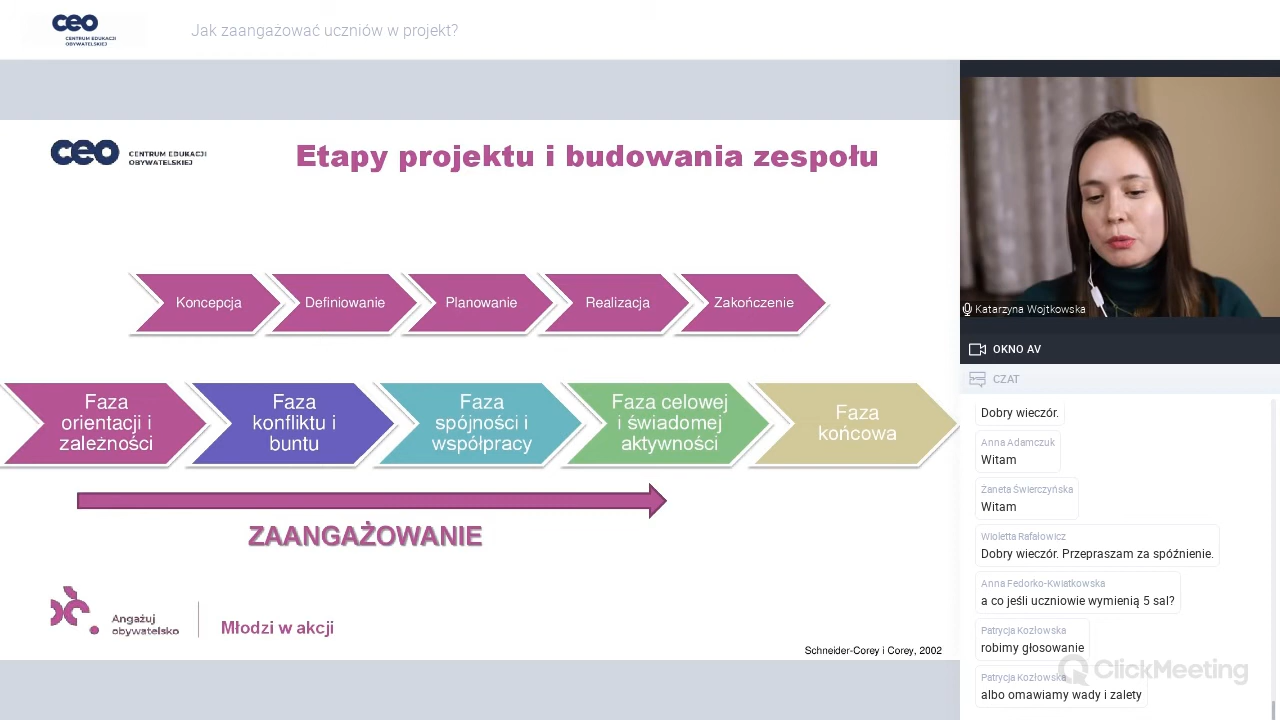 ceo
CENTRUM EDUKACJI
OBYWATELSKIEJ
Jak zaangażować uczniów w projekt?
ceo
CENTRUM EDUKACJI
OBYWATELSKIEJ
Etapy projektu i budowania zespołu
Koncepcja
Definiowanie
Planowanie
Realizacja
Zakończenie
Faza
orientacji i
zależności
Faza
konfliktu i
buntu
Faza
spójności i
współpracy
Faza celowej
i świadomej
aktywności
Faza
końcowa
ZAANGAŻOWANIE
Angażuj
obywatelsko
Młodzi w akcji
Schneider-Corey i Corey, 2002
Katarzyna Wojtkowska
OKNO AV
CZAT
Dobry wieczór.
Anna Adamczuk
Witam
Żaneta Świerczyńska
Witam
Wioletta Rafałowicz
Dobry wieczór. Przepraszam za spóźnienie.
Anna Fedorko-Kwiatkowska
a co jeśli uczniowie wymienią 5 sal?
Patrycja Kozłowska
robimy głosowanie
Patrycja Kozłowska
albo omawiamy wady i zalety
ClickMeeting